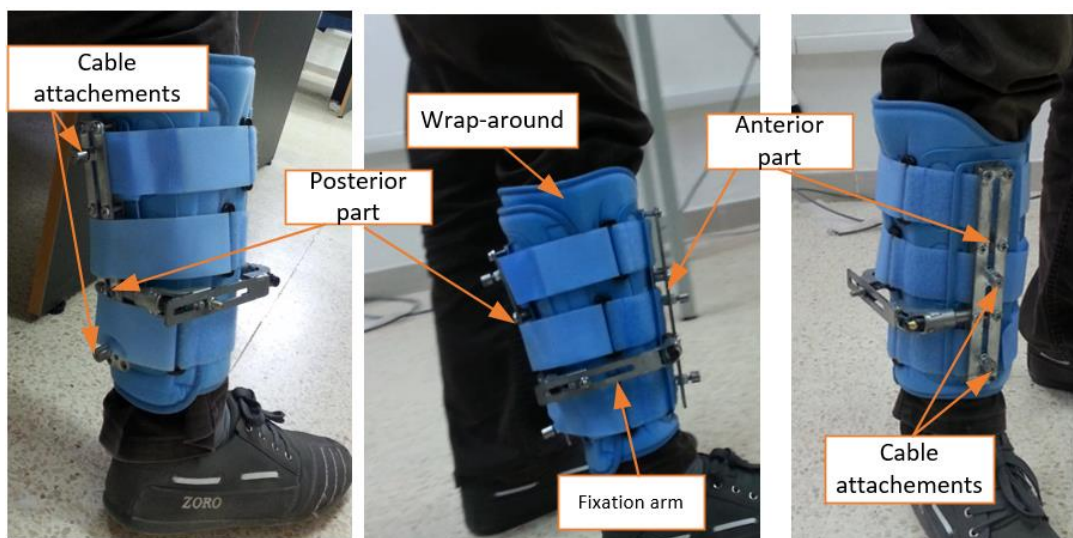 Cable
attachements
Posterior
part
Wrap-around
Anterior
part
Fixation arm
Cable
attachements
ZORO